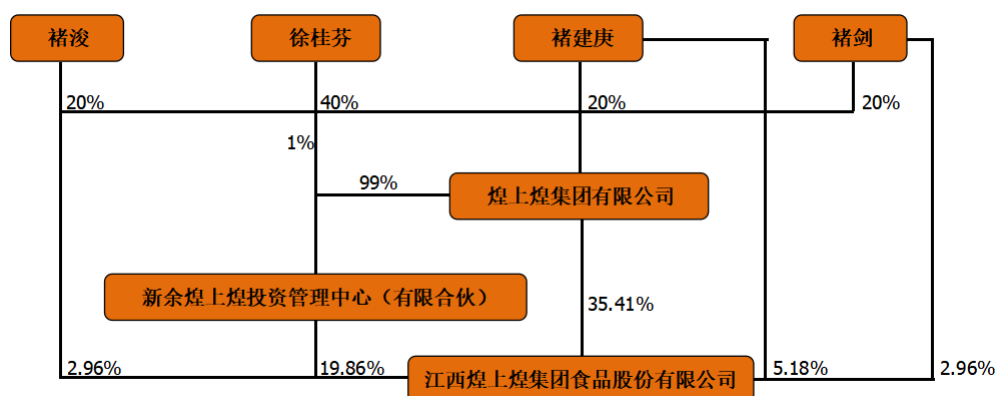 褚浚
徐桂芬
褚建庚
褚剑
20%
40%
20%
20%
1%
99%
煌上煌集团有限公司
新余煌上煌投资管理中心（有限合伙）
35.41%
2.96%
19.86%
江西煌上煌集团食品股份有限公司
5.18%
2.96%